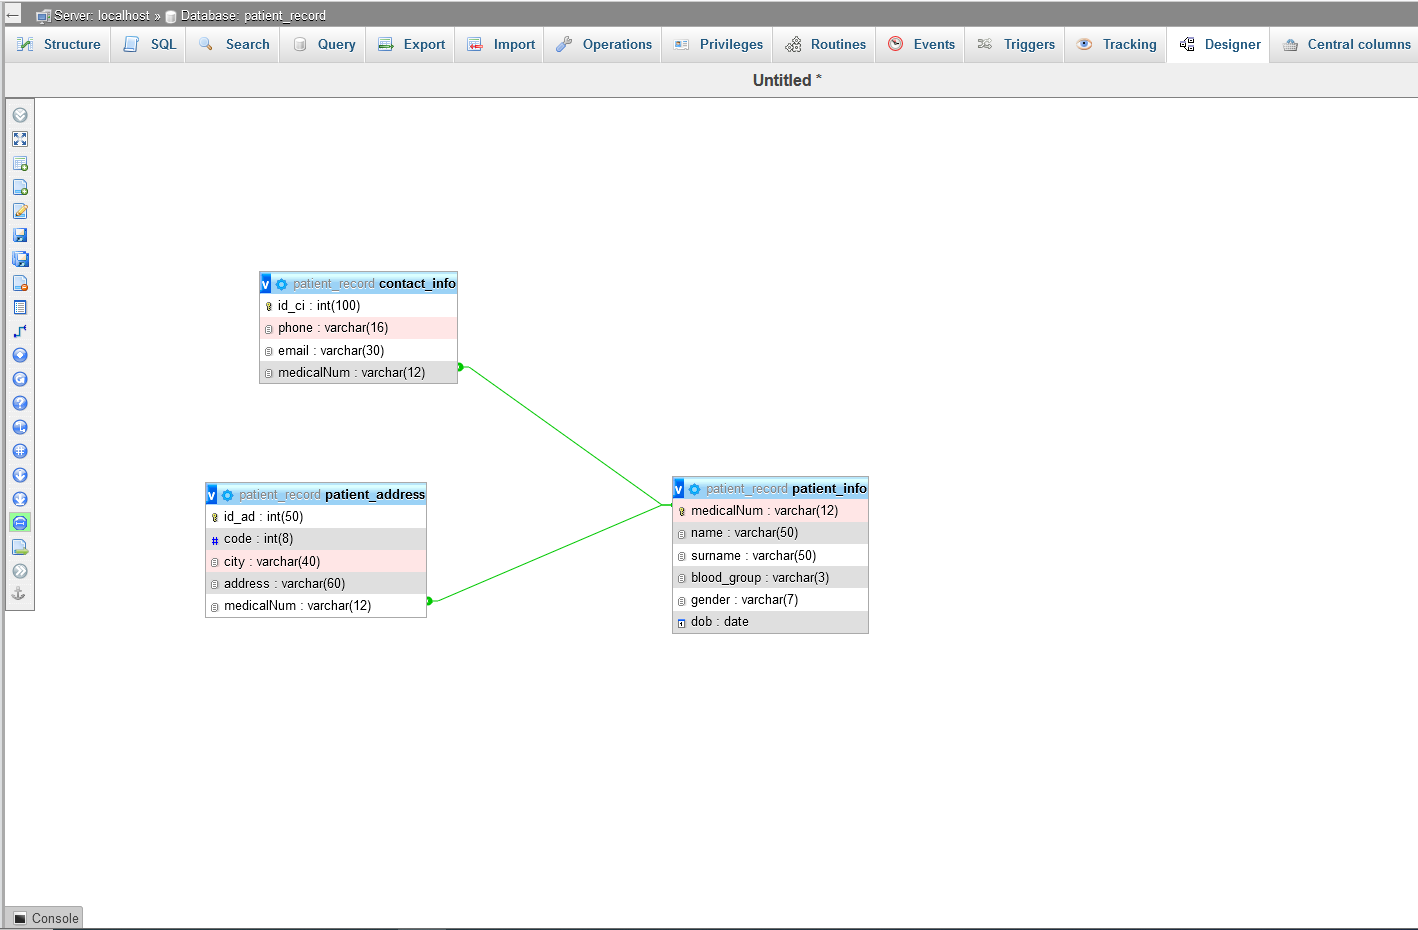 Server: localhost » Database: patient_record
Structure SQL Search Query Export Import Operations Privileges Routines Events Triggers Tracking Designer Central columns
Untitled *
v patient_record contact_info
id_ci : int(100)
phone : varchar(16)
email : varchar(30)
medicalNum : varchar(12)
v patient_record patient_address
id_ad : int(50)
# code : int(8)
city : varchar(40)
address : varchar(60)
medicalNum : varchar(12)
v patient_record patient_info
medicalNum : varchar(12)
name : varchar(50)
surname : varchar(50)
blood_group : varchar(3)
gender : varchar(7)
dob : date
Console